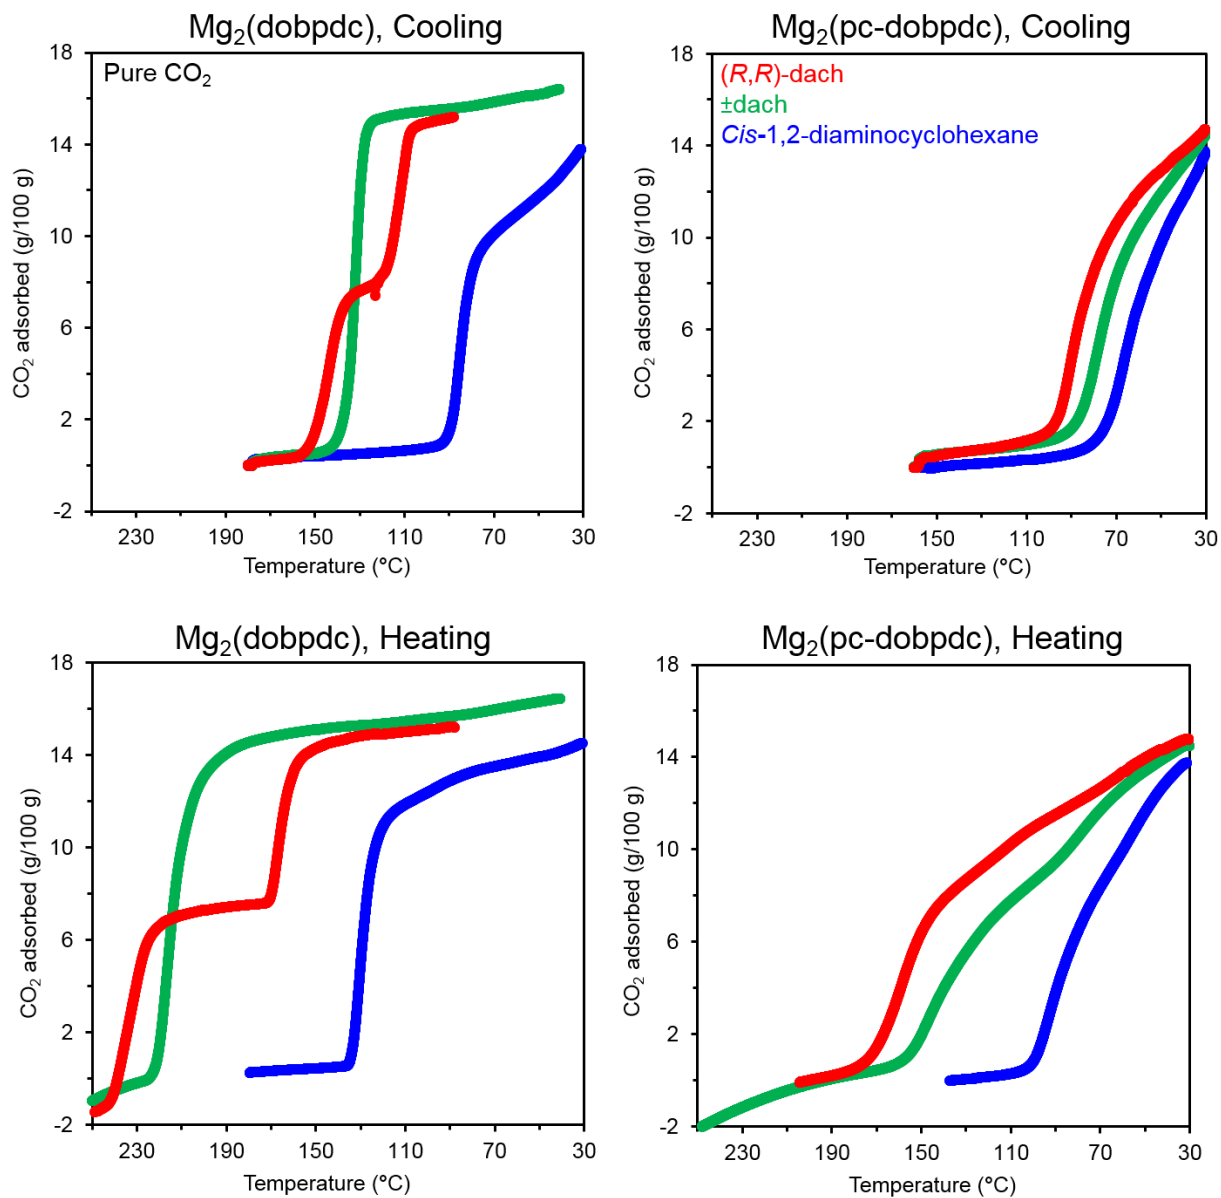 Mg₂(dobpdc), Cooling
Pure CO₂
CO₂ adsorbed (g/100 g)
18
14
10
6
2
-2
230 190 150 110 70 30
Temperature (°C)
Mg₂(pc-dobpdc), Cooling
(R,R)-dach
±dach
Cis-1,2-diaminocyclohexane
CO₂ adsorbed (g/100 g)
18
14
10
6
2
-2
230 190 150 110 70 30
Temperature (°C)
Mg₂(dobpdc), Heating
CO₂ adsorbed (g/100 g)
18
14
10
6
2
-2
230 190 150 110 70 30
Temperature (°C)
Mg₂(pc-dobpdc), Heating
CO₂ adsorbed (g/100 g)
18
14
10
6
2
-2
230 190 150 110 70 30
Temperature (°C)